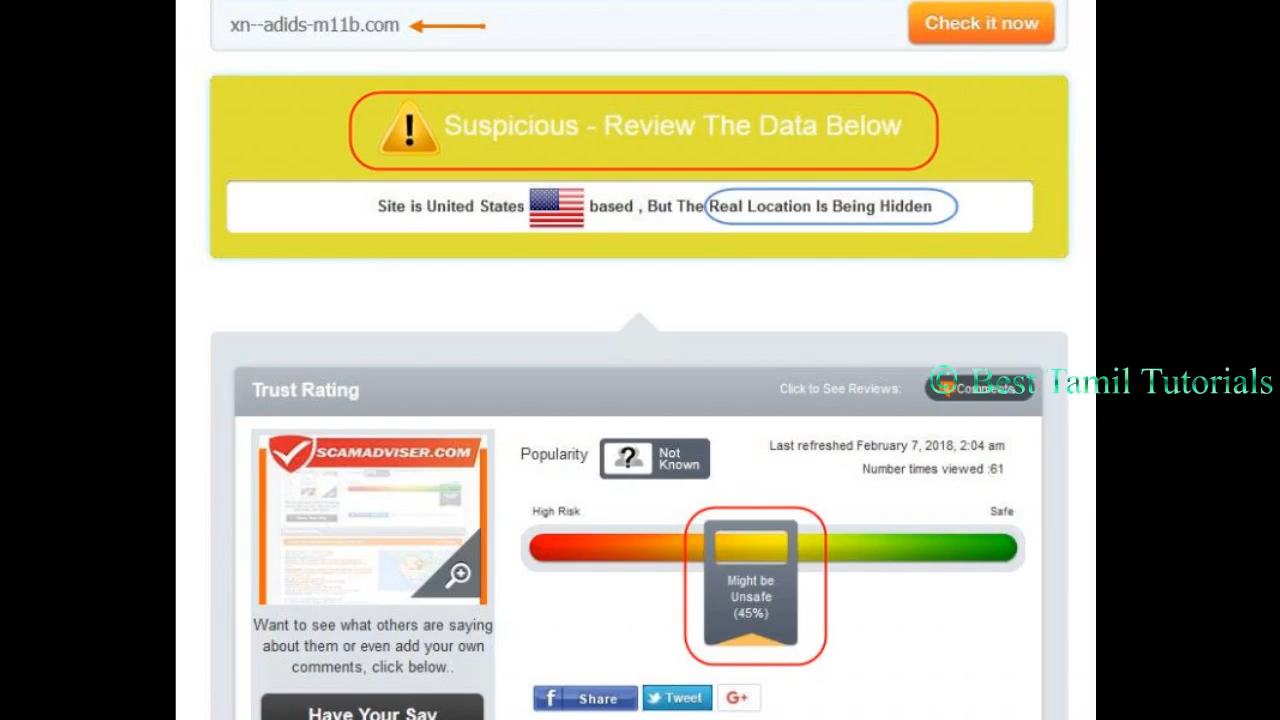 xn--adids-m11b.com
Check it now
Suspicious - Review The Data Below
Site is United States based , But The Real Location Is Being Hidden
Trust Rating
Click to See Reviews:
Comments
© Best Tamil Tutorials
SCAMADVISER.COM
Popularity
Not
Known
Last refreshed February 7, 2018, 2:04 am
Number times viewed :61
High Risk
Safe
Might be
Unsafe
(45%)
Want to see what others are saying
about them or even add your own
comments, click below..
Have Your Say
f Share
Tweet
G+